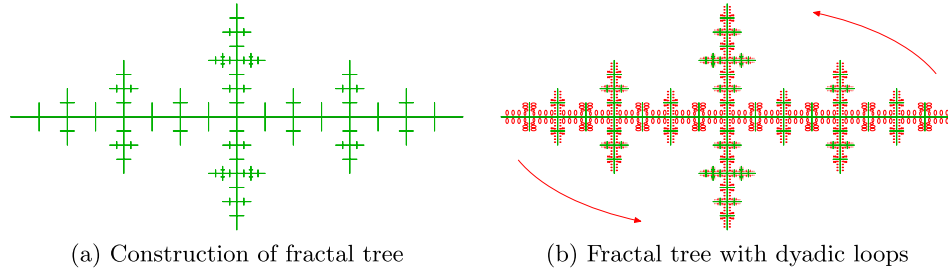 (a) Construction of fractal tree
(b) Fractal tree with dyadic loops